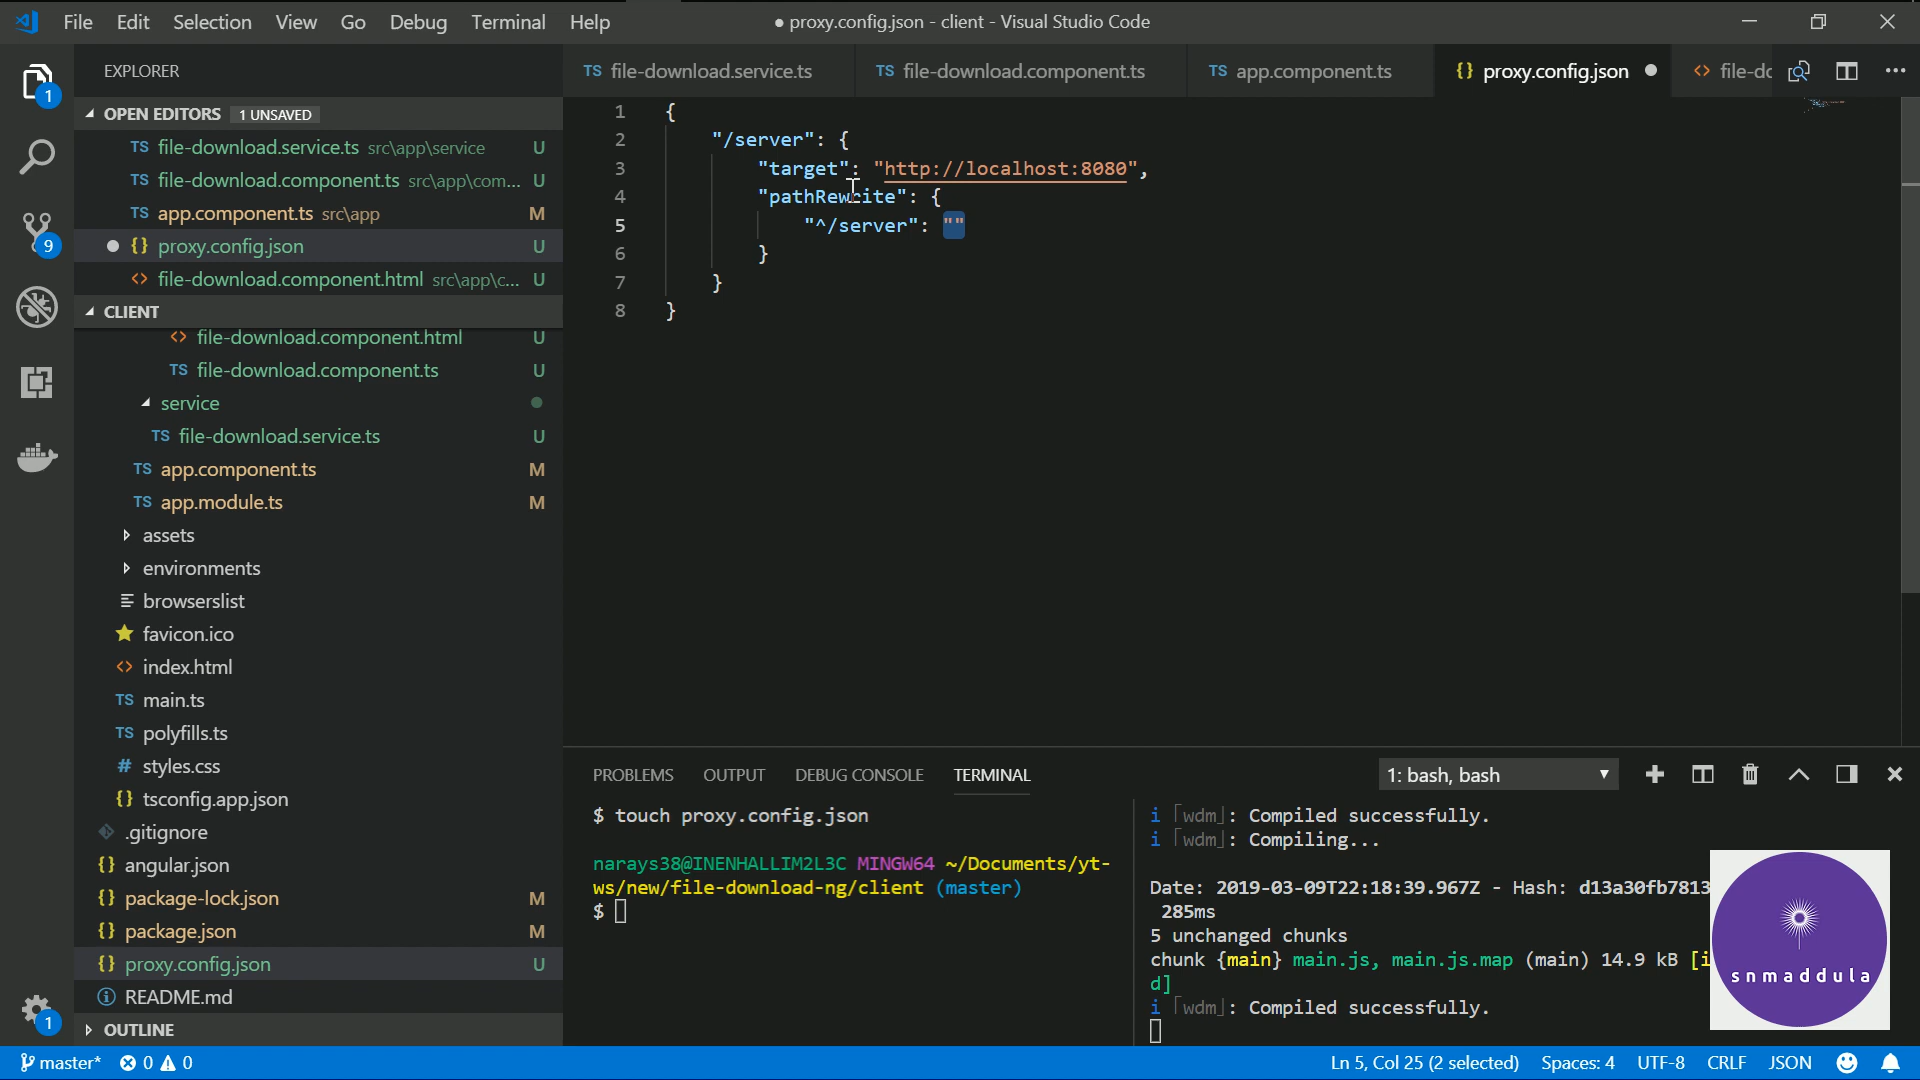 File Edit Selection View Go Debug Terminal Help
● proxy.config.json - client - Visual Studio Code
EXPLORER
1
OPEN EDITORS 1 UNSAVED
TS file-download.service.ts src\app\service U
TS file-download.component.ts src\app\com... U
TS app.component.ts src\app M
{} proxy.config.json U
<> file-download.component.html src\app\c... U
9
CLIENT
<> file-download.component.html U
TS file-download.component.ts U
service
TS file-download.service.ts U
TS app.component.ts M
TS app.module.ts M
assets
environments
browserslist
favicon.ico
<> index.html
TS main.ts
TS polyfills.ts
# styles.css
{} tsconfig.app.json
.gitignore
{} angular.json
{} package-lock.json M
{} package.json M
{} proxy.config.json U
README.md
1
OUTLINE
TS file-download.service.ts TS file-download.component.ts TS app.component.ts {} proxy.config.json ● <> file-dc
1 {
2 "/server": {
3 "target": "http://localhost:8080",
4 "pathRewrite": {
5 "^/server": ""
6 }
7 }
8 }
PROBLEMS OUTPUT DEBUG CONSOLE TERMINAL
1: bash, bash
$ touch proxy.config.json
narays38@INENHALLIM2L3C MINGW64 ~/Documents/yt-
ws/new/file-download-ng/client (master)
$
i ｢wdm｣: Compiled successfully.
i ｢wdm｣: Compiling...
Date: 2019-03-09T22:18:39.967Z - Hash: d13a30fb7813
285ms
5 unchanged chunks
chunk {main} main.js, main.js.map (main) 14.9 kB [i
d]
i ｢wdm｣: Compiled successfully.
snmaddula
master* 0 0
Ln 5, Col 25 (2 selected) Spaces: 4 UTF-8 CRLF JSON